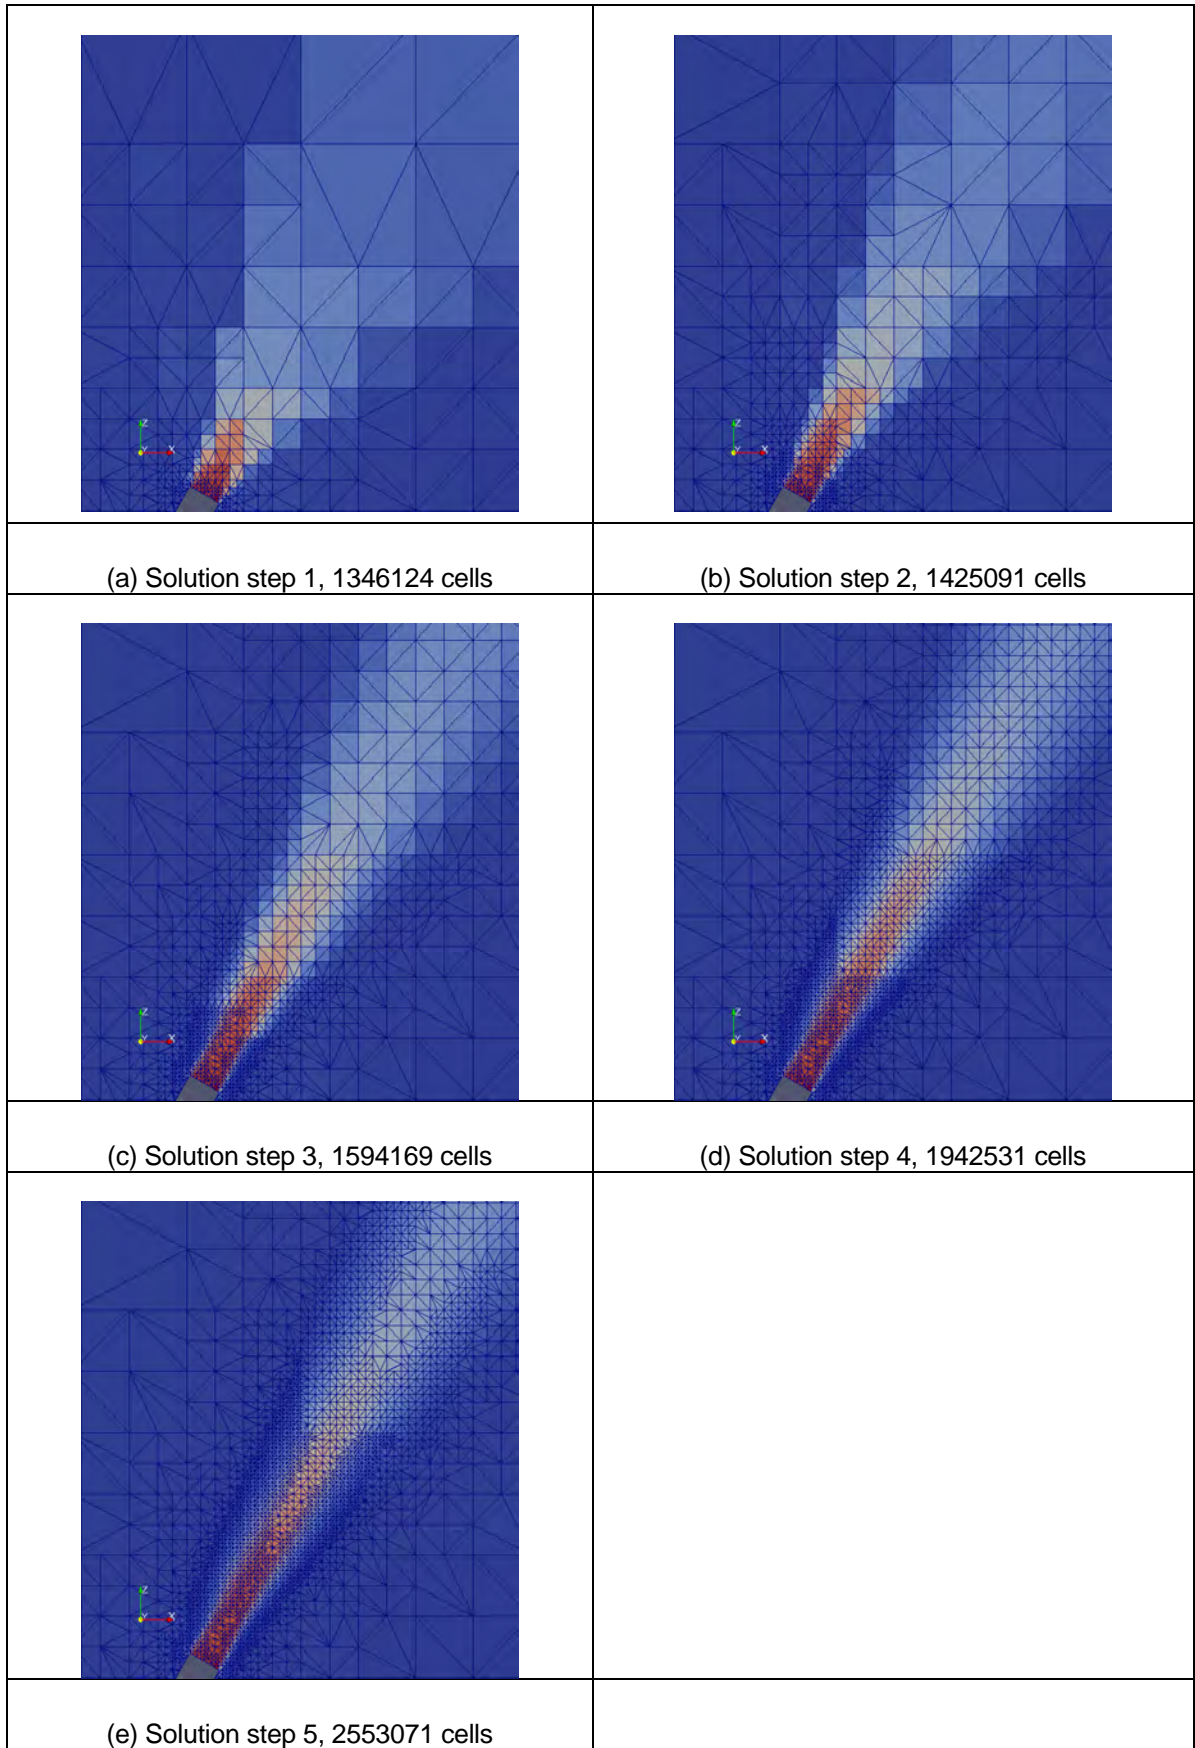 Z
Y
X
Z
Y
X
(a) Solution step 1, 1346124 cells
(b) Solution step 2, 1425091 cells
Z
Y
X
Z
Y
X
(c) Solution step 3, 1594169 cells
(d) Solution step 4, 1942531 cells
Z
Y
X
(e) Solution step 5, 2553071 cells